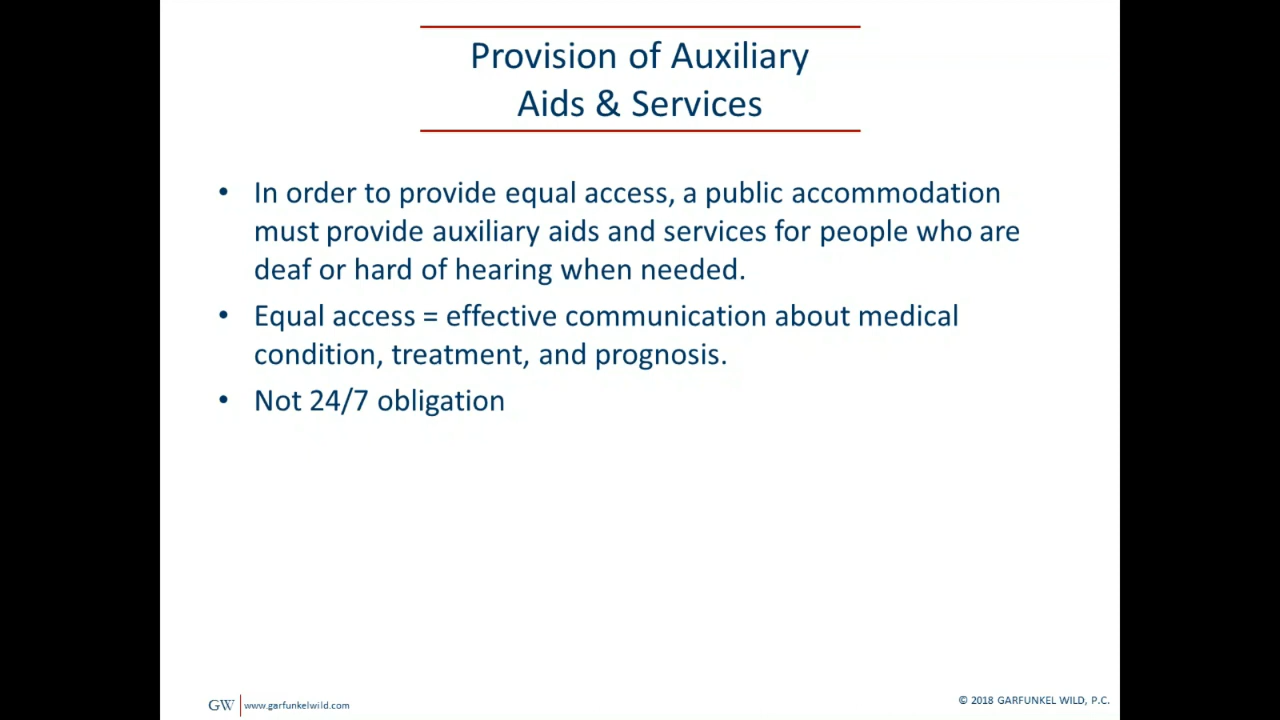 Provision of Auxiliary
Aids & Services
• In order to provide equal access, a public accommodation
must provide auxiliary aids and services for people who are
deaf or hard of hearing when needed.
• Equal access = effective communication about medical
condition, treatment, and prognosis.
• Not 24/7 obligation
GW www.garfunkelwild.com
© 2018 GARFUNKEL WILD, P.C.